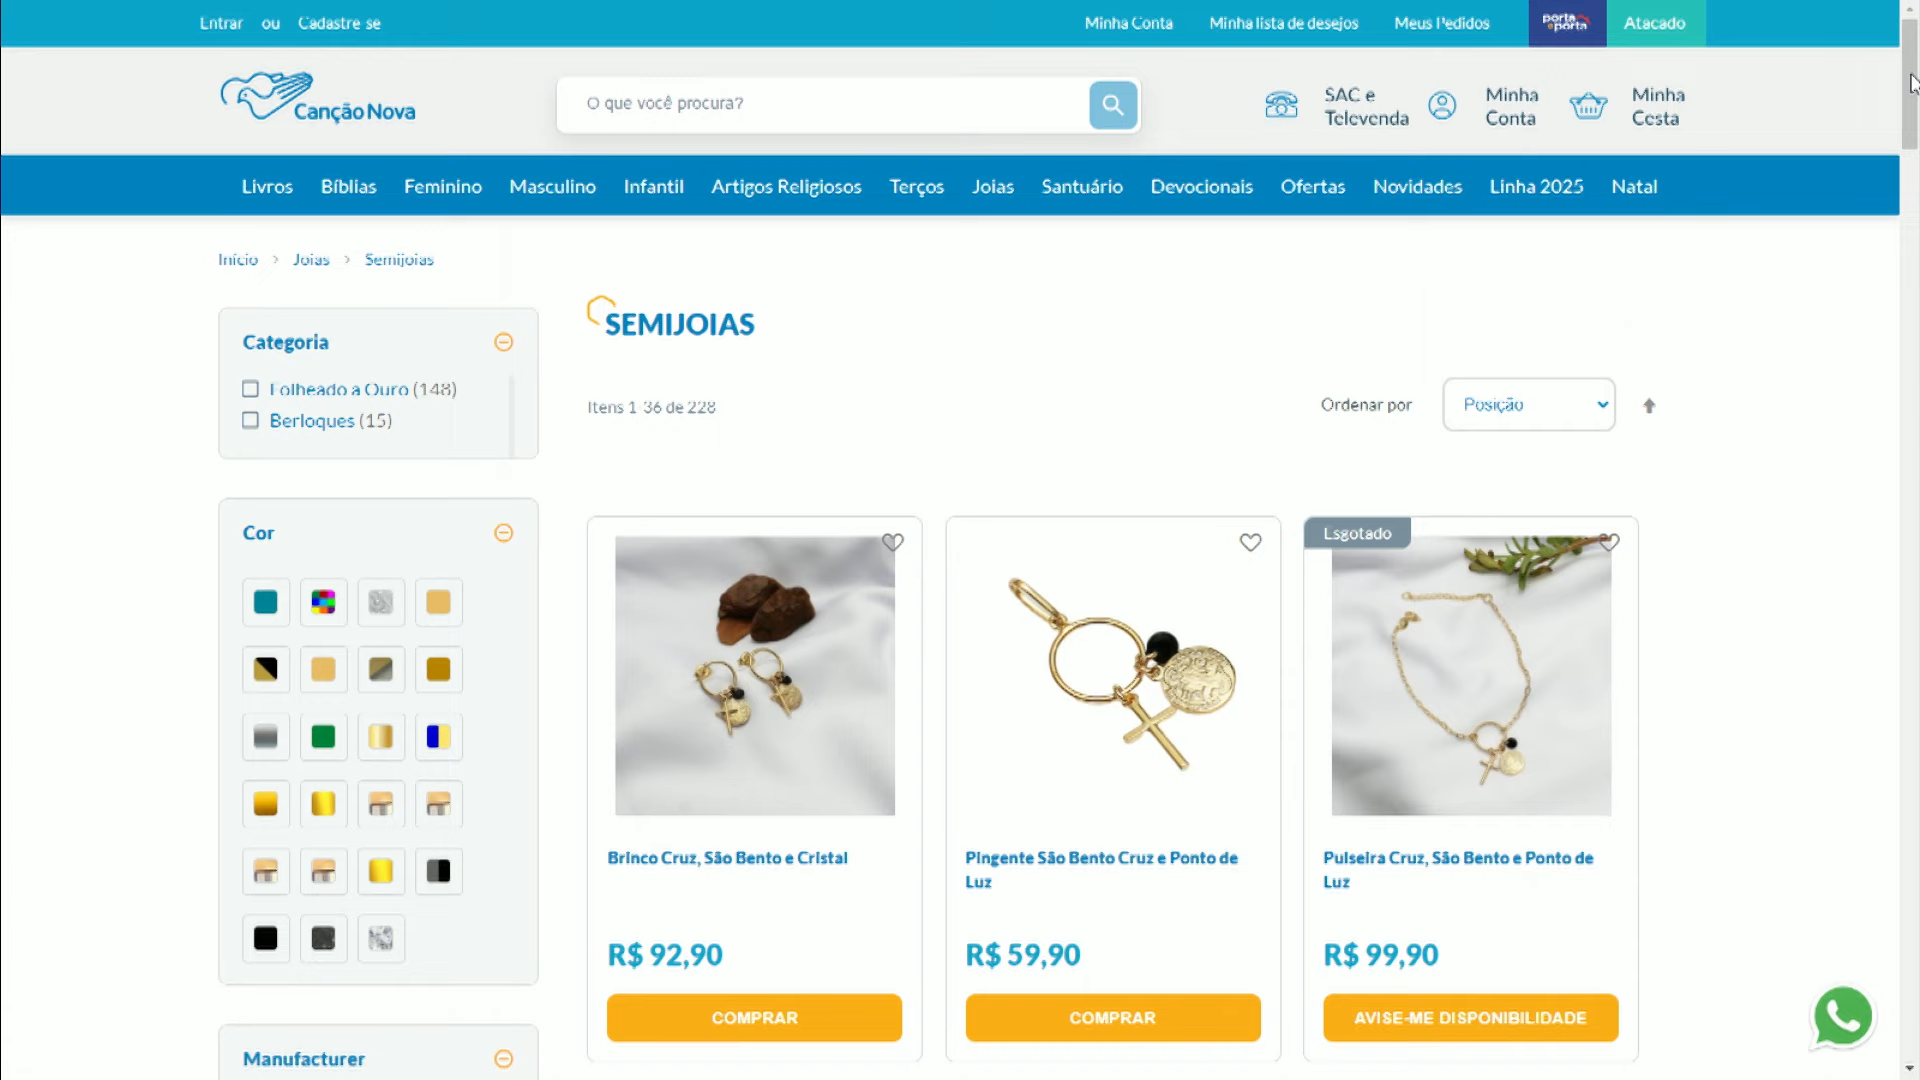 Entrar ou Cadastre-se
Minha Conta Minha lista de desejos Meus Pedidos porta a porta Atacado
Canção Nova
O que você procura?
SAC e
Televenda
Minha
Conta
Minha
Cesta
Livros Bíblias Feminino Masculino Infantil Artigos Religiosos Terços Joias Santuário Devocionais Ofertas Novidades Linha 2025 Natal
Início > Joias > Semijoias
SEMIJOIAS
Categoria
Folheado a Ouro (148)
Berloques (15)
Itens 1-36 de 228
Ordenar por Posição
Cor
Manufacturer
Esgotado
Brinco Cruz, São Bento e Cristal
R$ 92,90
COMPRAR
Pingente São Bento Cruz e Ponto de
Luz
R$ 59,90
COMPRAR
Pulseira Cruz, São Bento e Ponto de
Luz
R$ 99,90
AVISE-ME DISPONIBILIDADE